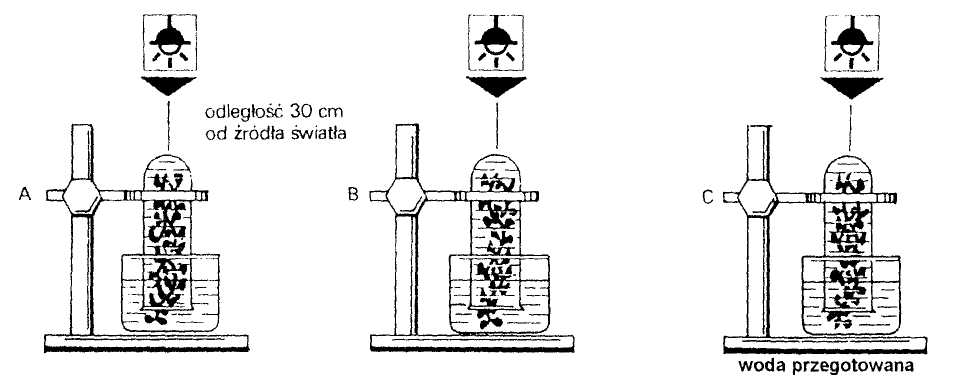 odległość 30 cm
od źródła światła
A
B
C
woda przegotowana